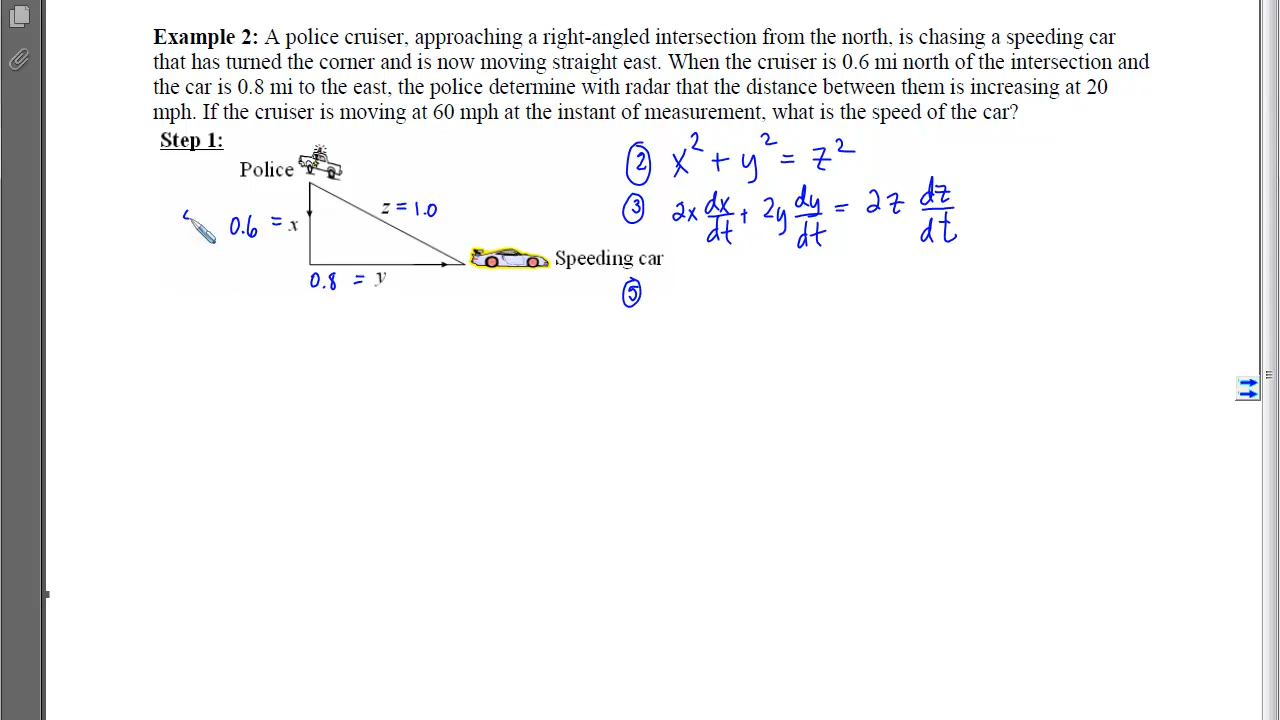 Example 2: A police cruiser, approaching a right-angled intersection from the north, is chasing a speeding car
that has turned the corner and is now moving straight east. When the cruiser is 0.6 mi north of the intersection and
the car is 0.8 mi to the east, the police determine with radar that the distance between them is increasing at 20
mph. If the cruiser is moving at 60 mph at the instant of measurement, what is the speed of the car?
Step 1:
Police
0.6 = x
z = 1.0
0.8 = y
Speeding car
② x² + y² = z²
③ 2x dx/dt + 2y dy/dt = 2z dz/dt
⑤